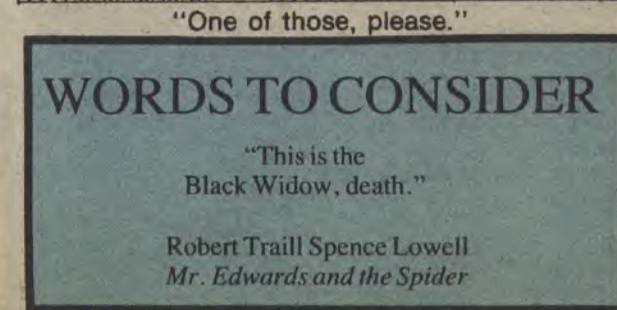 "One of those, please."
WORDS TO CONSIDER
"This is the
Black Widow, death."
Robert Traill Spence Lowell
Mr. Edwards and the Spider